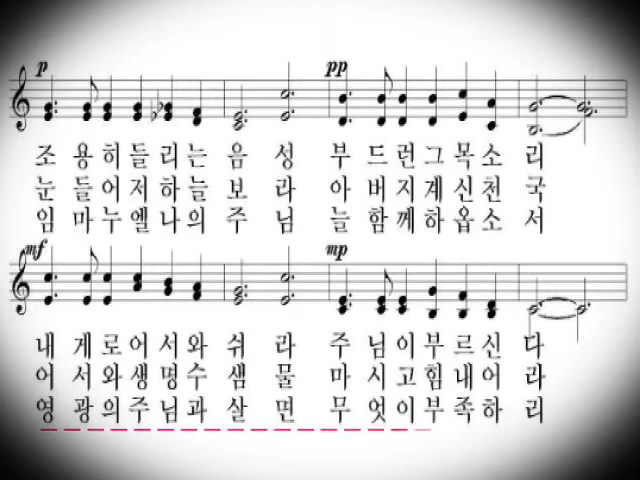 p pp
조 용히들리는 음 성 부 드런그목소 리
눈 들어저하늘 보 라 아 버지계신천 국
임 마누엘나의 주 님 늘 함께하옵소 서
mf mp
내 게로어서와 쉬 라 주 님이부르신 다
어 서와생명수 샘 물 마 시고힘내어 라
영 광의주님과 살 면 무 엇이부족하 리